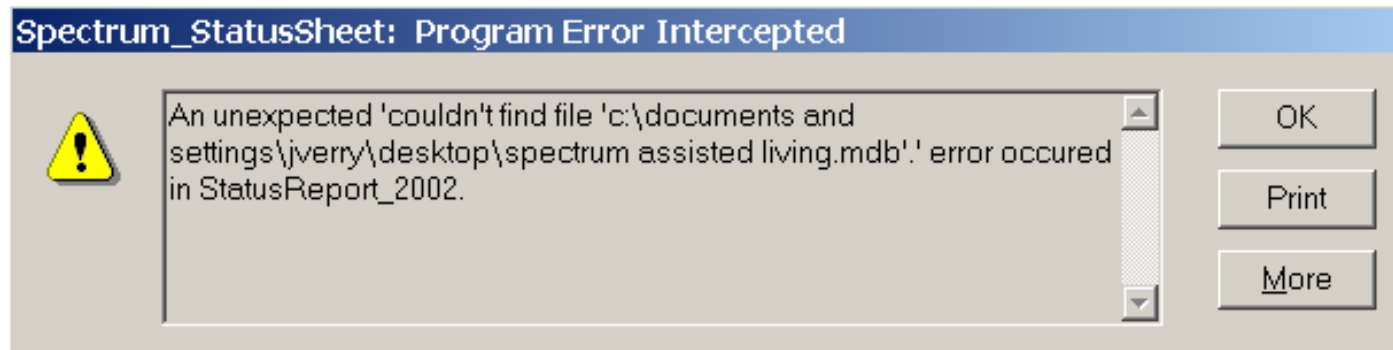 Spectrum_StatusSheet: Program Error Intercepted
An unexpected 'couldn't find file 'c:\documents and
settings\jverry\desktop\spectrum assisted living.mdb'.' error occured
in StatusReport_2002.
OK
Print
More